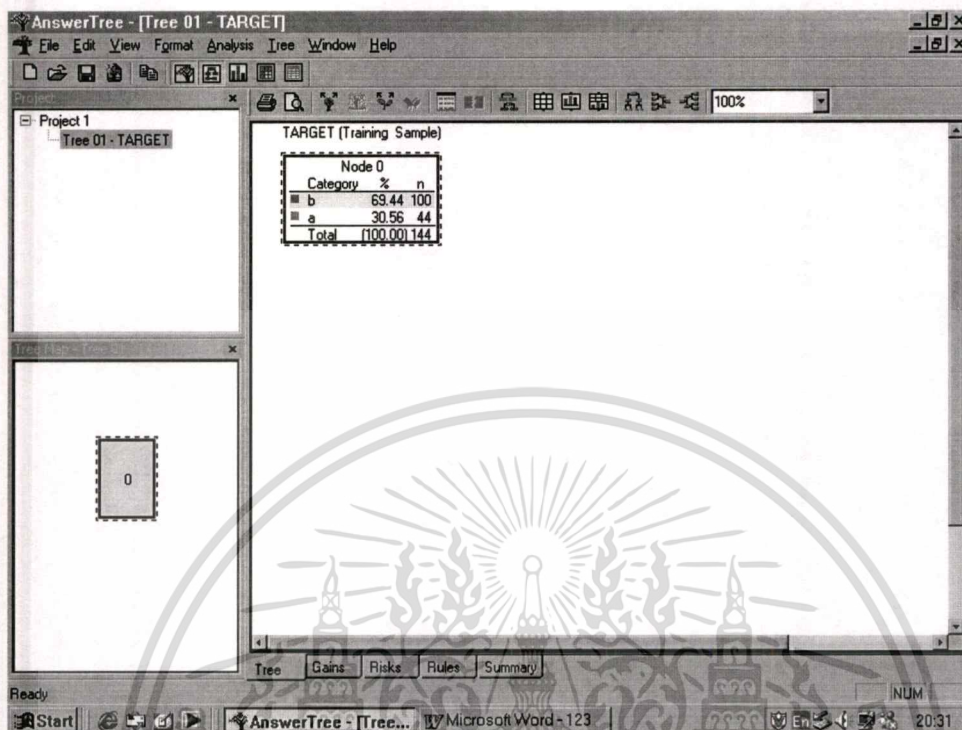 AnswerTree - [Tree 01 - TARGET]
File Edit View Format Analysis Tree Window Help
Project
100%
Project 1
Tree 01 - TARGET
TARGET (Training Sample)
Node 0
Category % n
b 69.44 100
a 30.56 44
Total (100.00) 144
0
Tree Gains Risks Rules Summary
Ready
NUM
Start
AnswerTree - [Tree...
Microsoft Word - 123
En
20:31